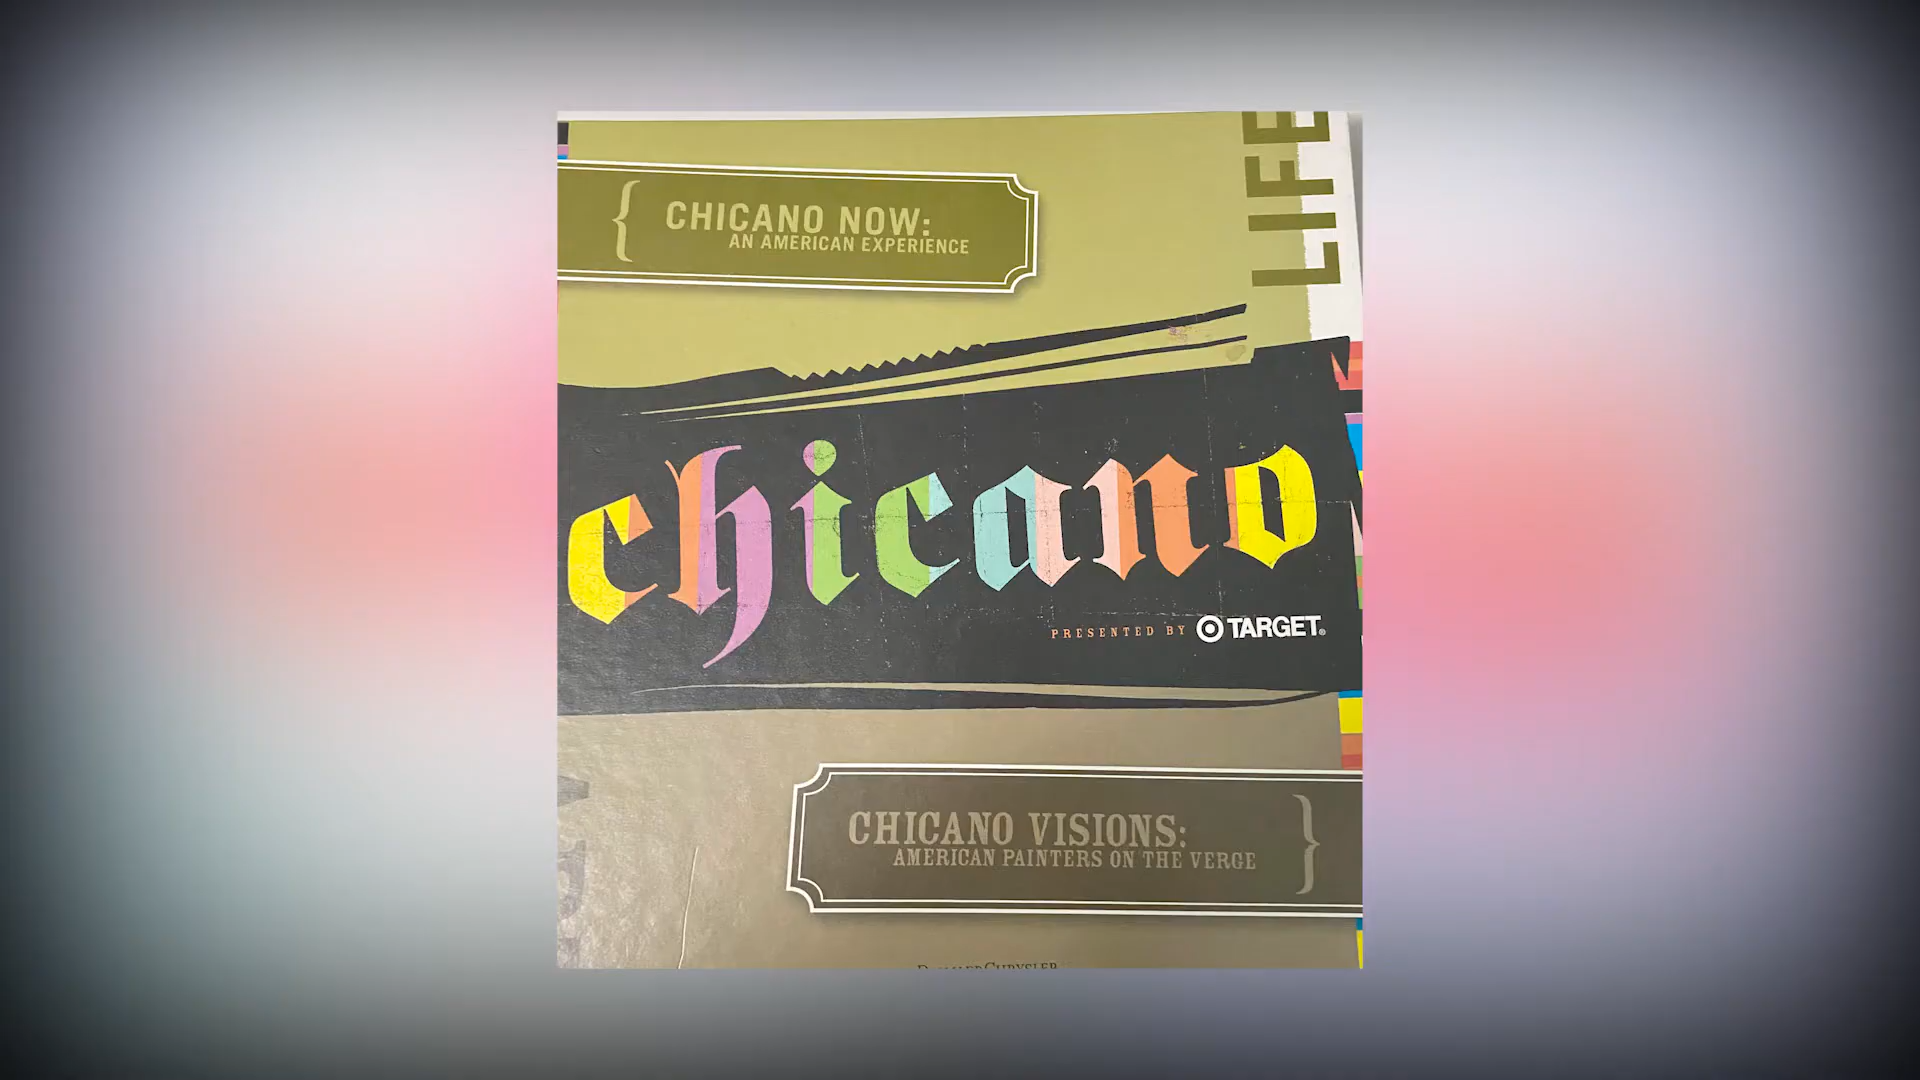 LIFE
CHICANO NOW:
AN AMERICAN EXPERIENCE
chicano
PRESENTED BY TARGET
CHICANO VISIONS:
AMERICAN PAINTERS ON THE VERGE